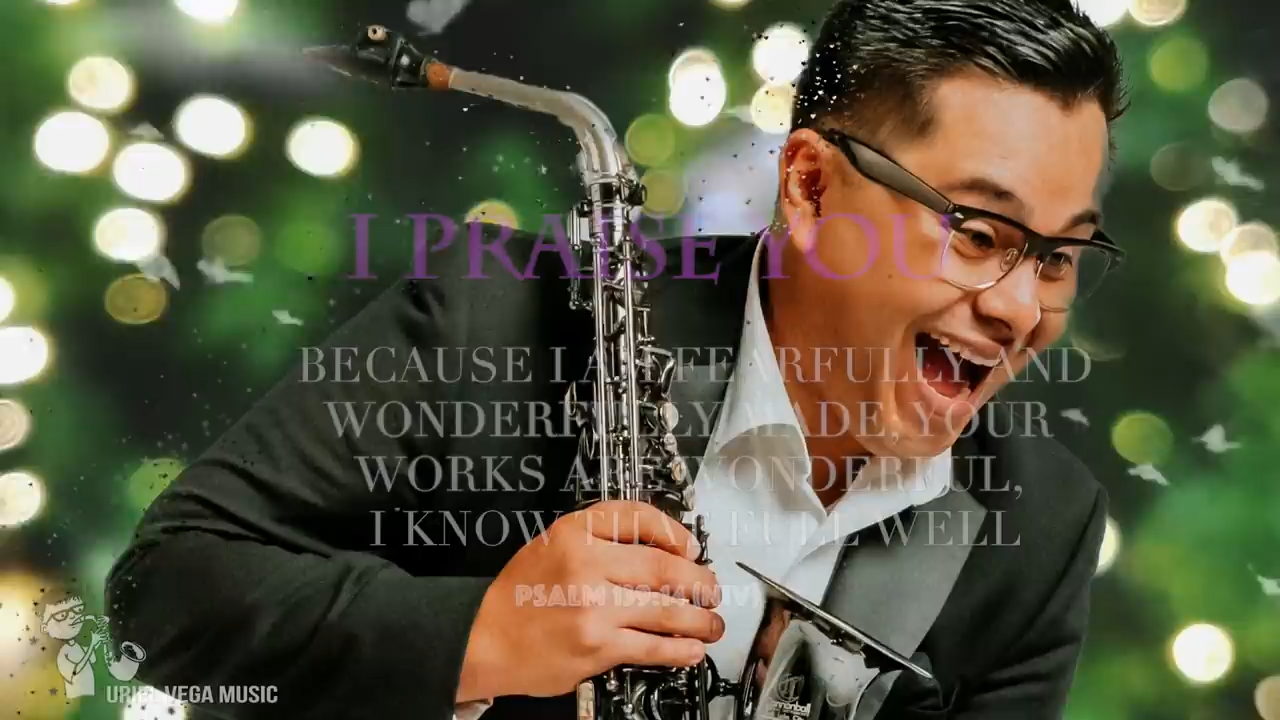 I PRAISE YOU
BECAUSE I AM FEARFULLY AND
WONDERFULLY MADE, YOUR
WORKS ARE WONDERFUL,
I KNOW THAT FULL WELL
PSALM 139:14 (NIV)
URIEL VEGA MUSIC
Cannonball